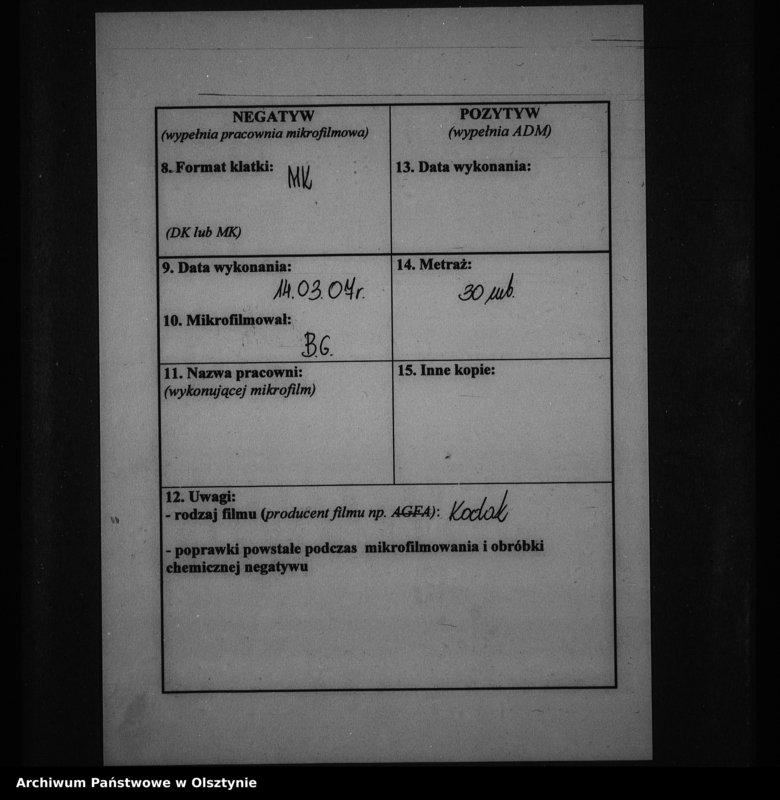 NEGATYW
(wypełnia pracownia mikrofilmowa)
8. Format klatki: MK
(DK lub MK)
POZYTYW
(wypełnia ADM)
13. Data wykonania:
9. Data wykonania:
14.03.07r.
10. Mikrofilmował:
B.G.
14. Metraż:
30 mb.
11. Nazwa pracowni:
(wykonującej mikrofilm)
15. Inne kopie:
12. Uwagi:
- rodzaj filmu (producent filmu np. AGFA): Kodak
- poprawki powstałe podczas mikrofilmowania i obróbki
chemicznej negatywu
Archiwum Państwowe w Olsztynie